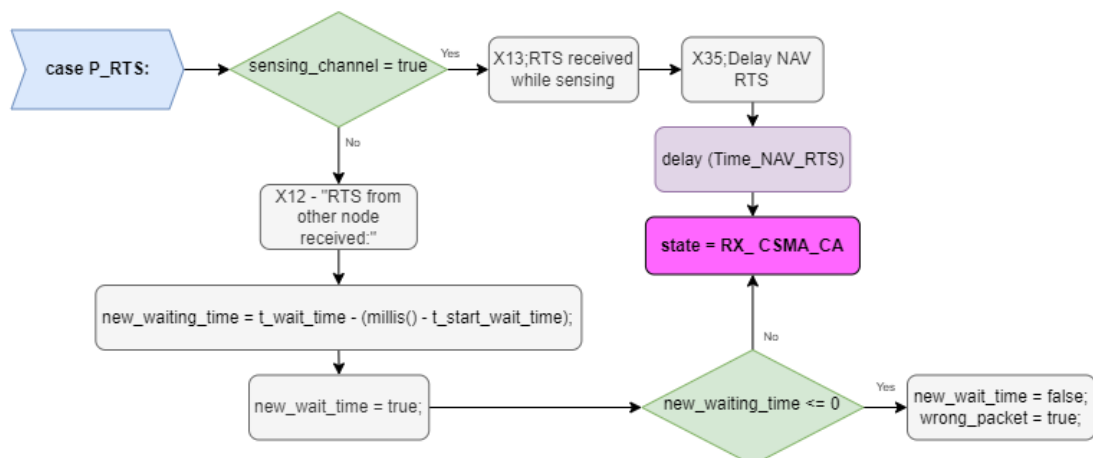 case P_RTS:
sensing_channel = true
Yes
X13;RTS received
while sensing
X35;Delay NAV
RTS
No
delay (Time_NAV_RTS)
X12 - "RTS from
other node
received:"
state = RX_ CSMA_CA
new_waiting_time = t_wait_time - (millis() - t_start_wait_time);
No
new_wait_time = true;
new_waiting_time <= 0
Yes
new_wait_time = false;
wrong_packet = true;